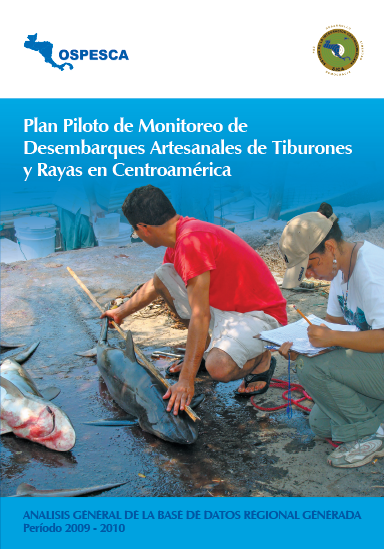 OSPESCA
Plan Piloto de Monitoreo de
Desembarques Artesanales de Tiburones
y Rayas en Centroamérica
ANALISIS GENERAL DE LA BASE DE DATOS REGIONAL GENERADA
Período 2009 - 2010